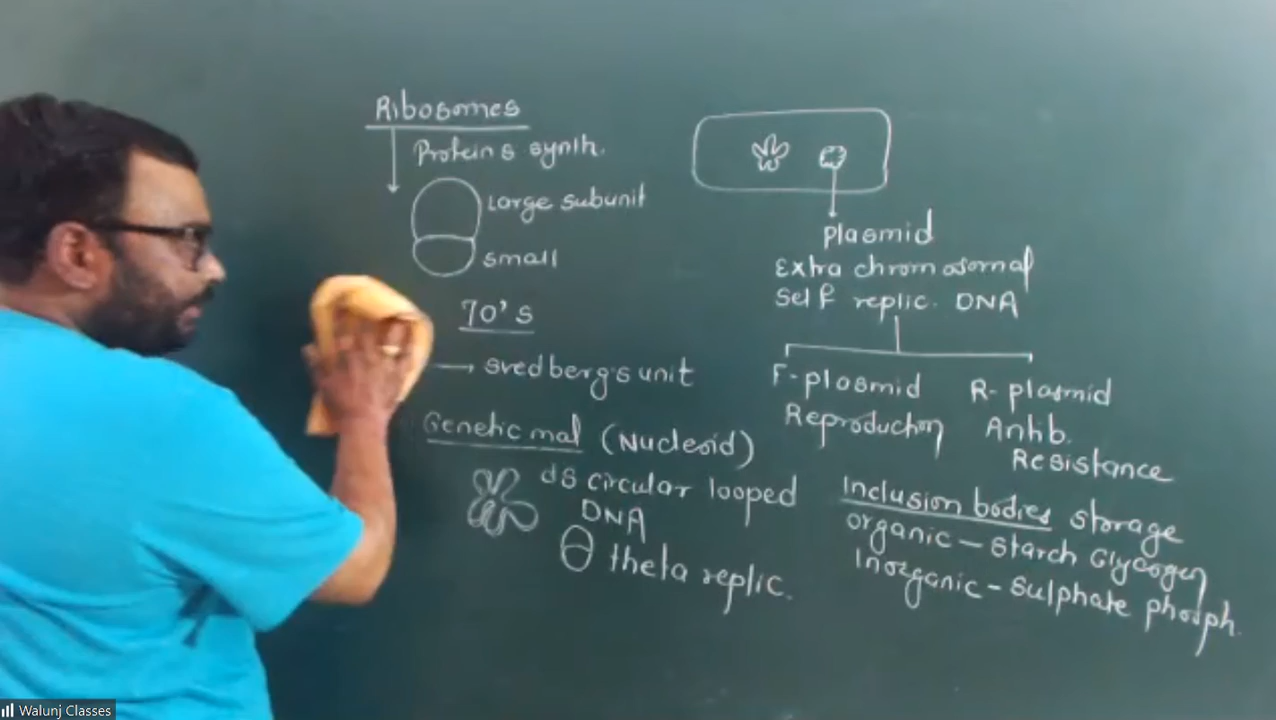 Ribosomes
Proteins synth.
Large subunit
small
70's
svedbergs unit
Genetic mal (Nucleoid)
ds circular looped
DNA
theta replic.
Plasmid
Extra chromosomal
Self replic. DNA
F-plasmid R-plasmid
Reproduction Antib.
Resistance
Inclusion bodies storage
organic – Starch Glycogen
Inorganic – Sulphate phosph.
Walunj Classes